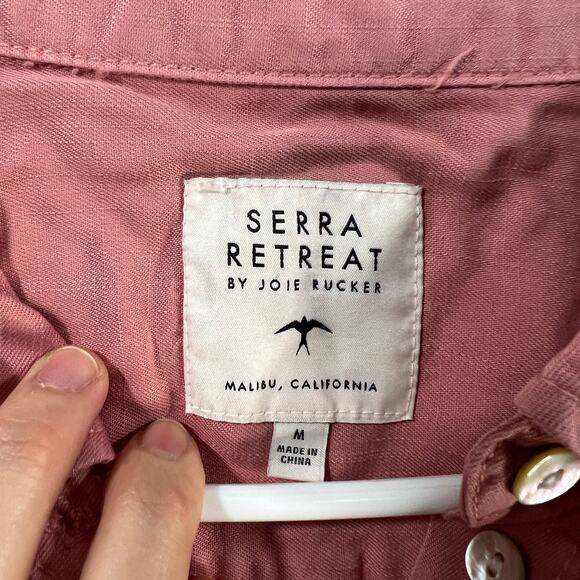 SERRA
RETREAT
BY JOIE RUCKER
MALIBU, CALIFORNIA
M
MADE IN
CHINA